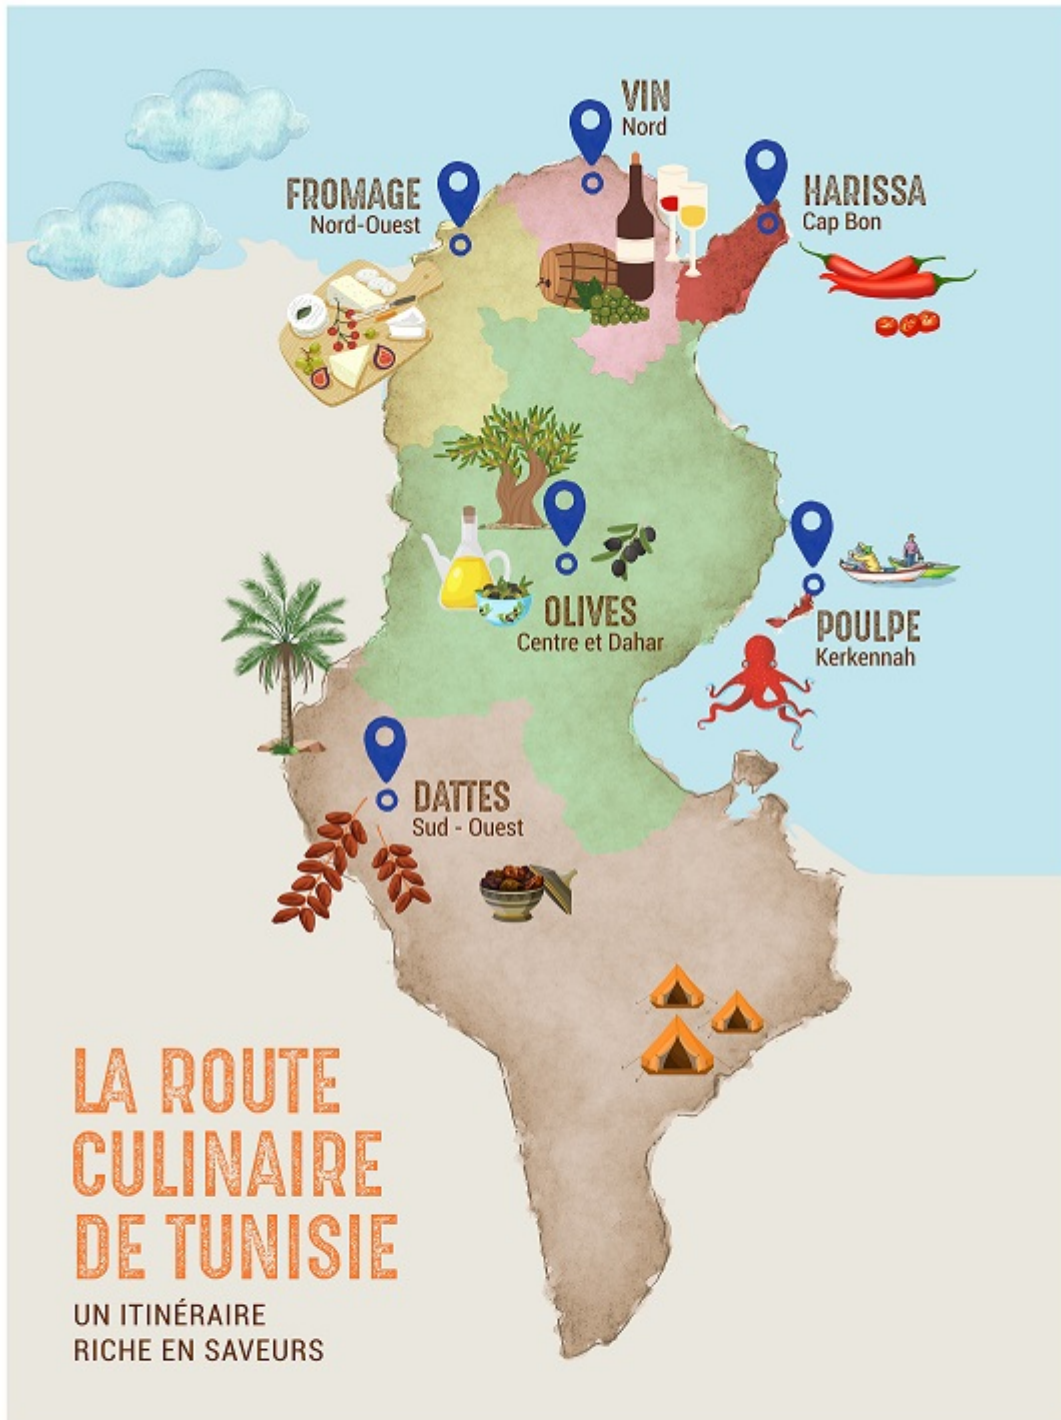 VIN
Nord
FROMAGE
Nord-Ouest
HARISSA
Cap Bon
OLIVES
Centre et Dahar
POULPE
Kerkennah
DATTES
Sud - Ouest
LA ROUTE
CULINAIRE
DE TUNISIE
UN ITINÉRAIRE
RICHE EN SAVEURS